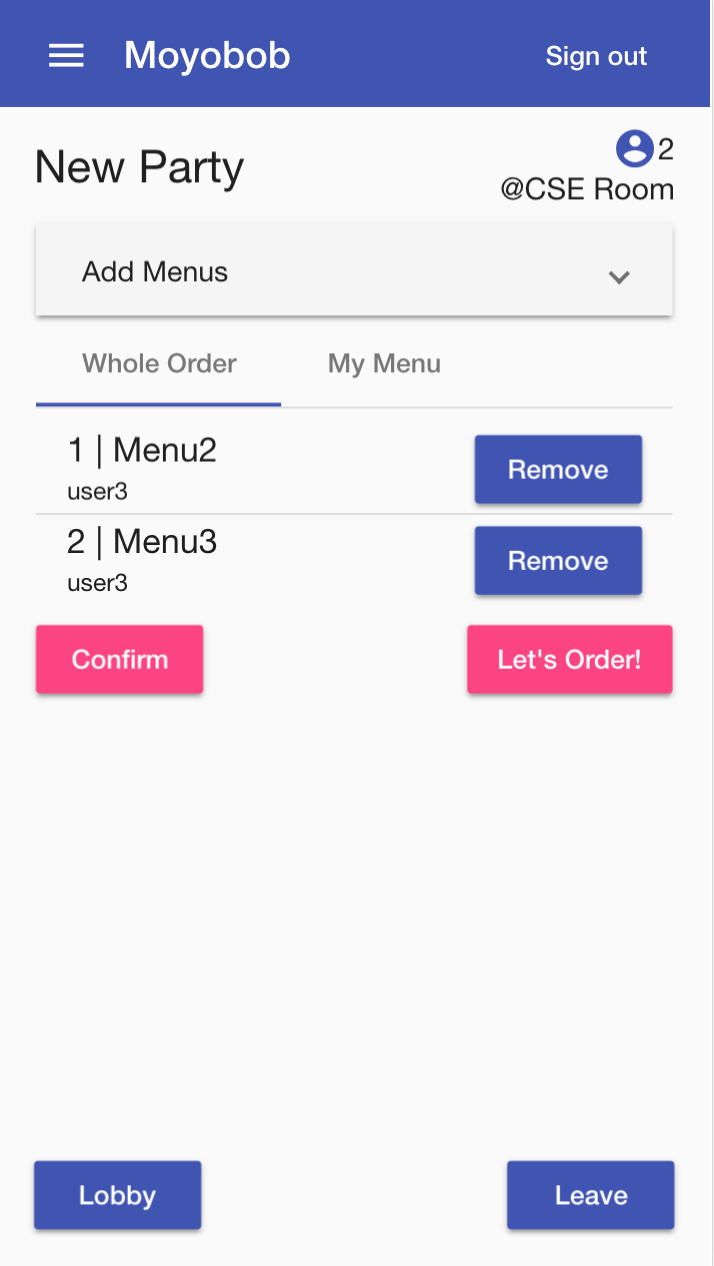 Moyobob
Sign out
New Party
2
@CSE Room
Add Menus
Whole Order
My Menu
1 | Menu2
user3
Remove
2 | Menu3
user3
Remove
Confirm
Let's Order!
Lobby
Leave